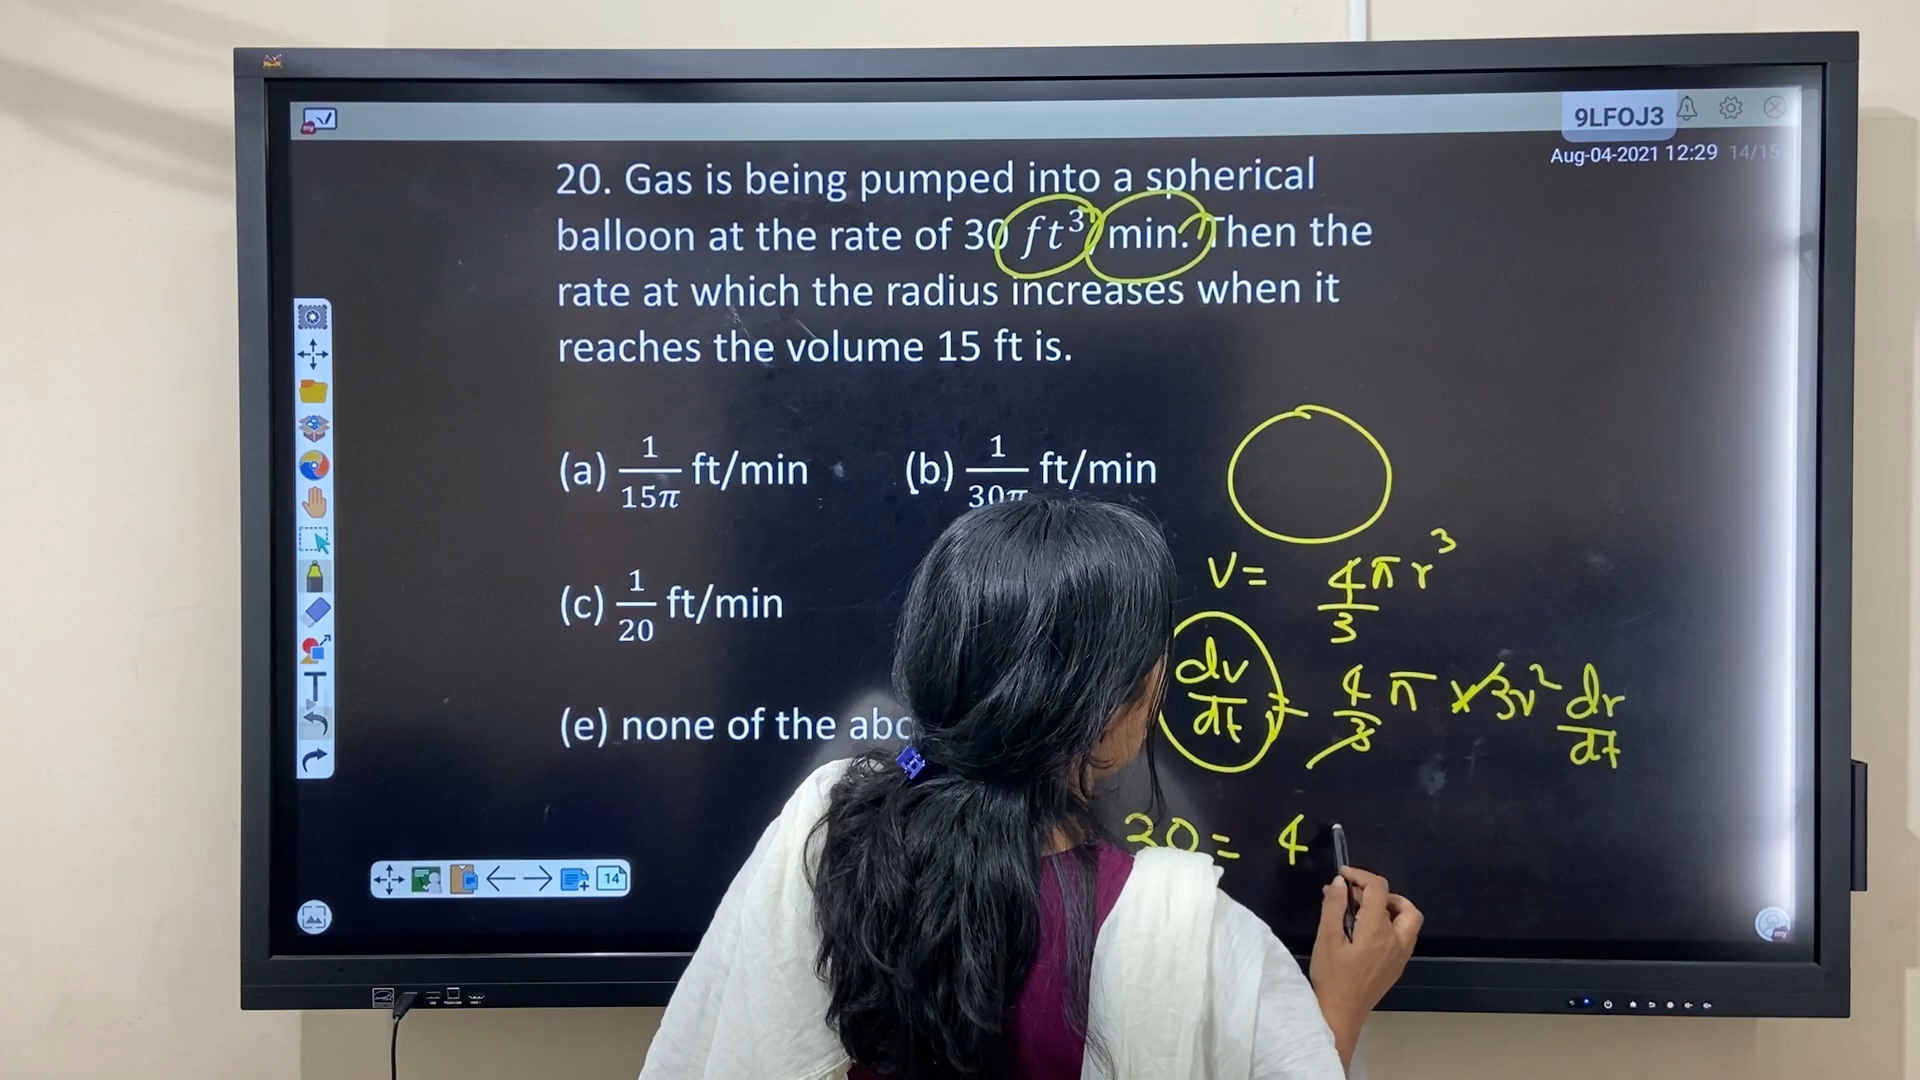 9LFOJ3
Aug-04-2021 12:29 14/15
20. Gas is being pumped into a spherical
balloon at the rate of 30 ft³/min. Then the
rate at which the radius increases when it
reaches the volume 15 ft is.
(a) 1/15π ft/min (b) 1/30π ft/min
(c) 1/20 ft/min
(e) none of the abo
V = 4/3 π r³
dv/dt = 4/3 π × 3r² dr/dt
30 = 4
14